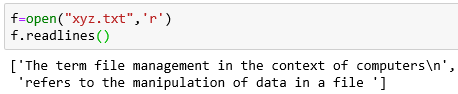 f=open("xyz.txt",'r')
f.readlines()
['The term file management in the context of computers\n',
'refers to the manipulation of data in a file ']